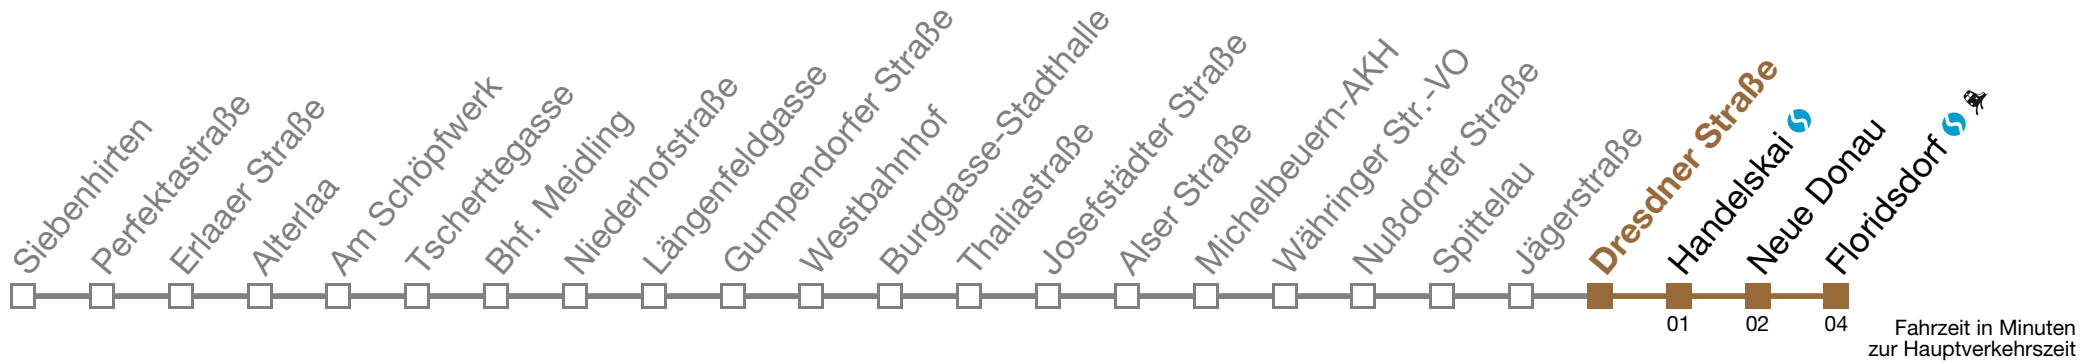 Siebenhirten
Perfektastraße
Erlaaer Straße
Alterlaa
Am Schöpfwerk
Tscherttegasse
Bhf. Meidling
Niederhofstraße
Längenfeldgasse
Gumpendorfer Straße
Westbahnhof
Burggasse-Stadthalle
Thaliastraße
Josefstädter Straße
Alser Straße
Michelbeuern-AKH
Währinger Str.-VO
Nußdorfer Straße
Spittelau
Jägerstraße
Dresdner Straße
Handelskai
Neue Donau
Floridsdorf
01
02
04
Fahrzeit in Minuten
zur Hauptverkehrszeit